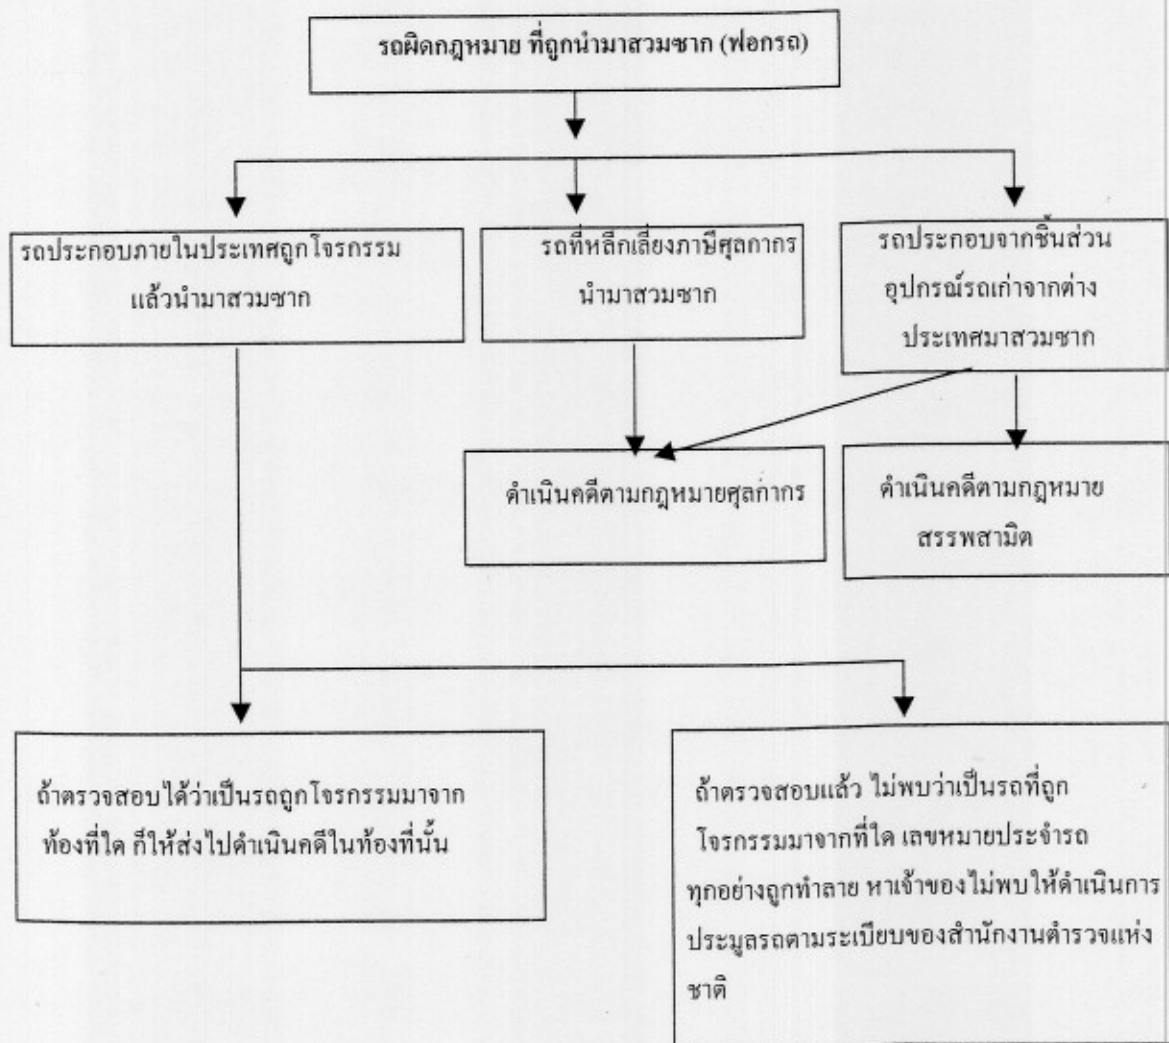 รถผิดกฎหมาย ที่ถูกนำมาสวมซาก (ฟอกรถ)
รถประกอบภายในประเทศถูกโจรกรรม
แล้วนำมาสวมซาก
รถที่หลีกเลี่ยงภาษีศุลกากร
นำมาสวมซาก
รถประกอบจากชิ้นส่วน
อุปกรณ์รถเก่าจากต่าง
ประเทศมาสวมซาก
ดำเนินคดีตามกฎหมายศุลกากร
ดำเนินคดีตามกฎหมาย
สรรพสามิต
ถ้าตรวจสอบได้ว่าเป็นรถถูกโจรกรรมมาจาก
ท้องที่ใด ก็ให้ส่งไปดำเนินคดีในท้องที่นั้น
ถ้าตรวจสอบแล้ว ไม่พบว่าเป็นรถที่ถูก
โจรกรรมมาจากที่ใด เลขหมายประจำรถ
ทุกอย่างถูกทำลาย หาเจ้าของไม่พบให้ดำเนินการ
ประมูลรถตามระเบียบของสำนักงานตำรวจแห่ง
ชาติ